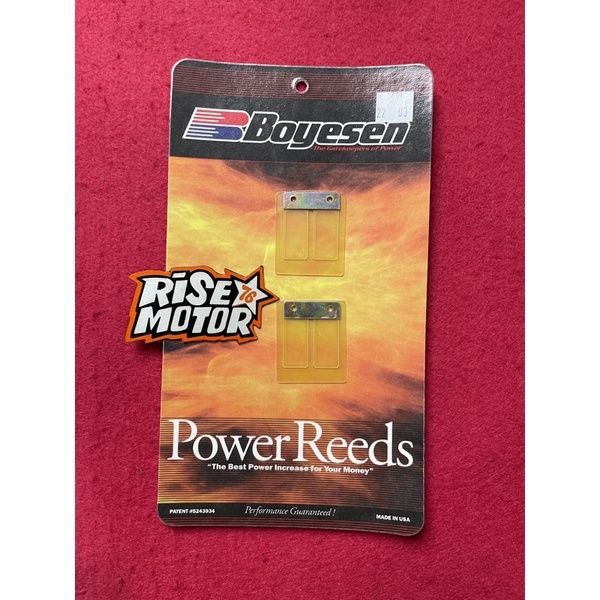 Boyesen
The Gatekeepers of Power
RiSE
76
MOTOR
Power Reeds
"The Best Power Increase for Your Money"
PATENT #5243934
Performance Guaranteed !
MADE IN USA